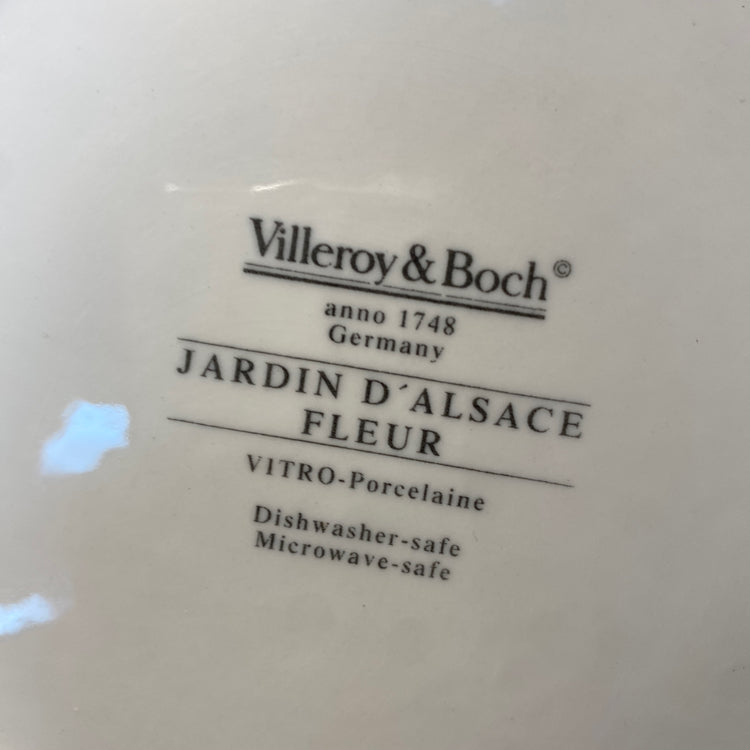 Villeroy & Boch©
anno 1748
Germany
JARDIN D´ALSACE
FLEUR
VITRO-Porcelaine
Dishwasher-safe
Microwave-safe